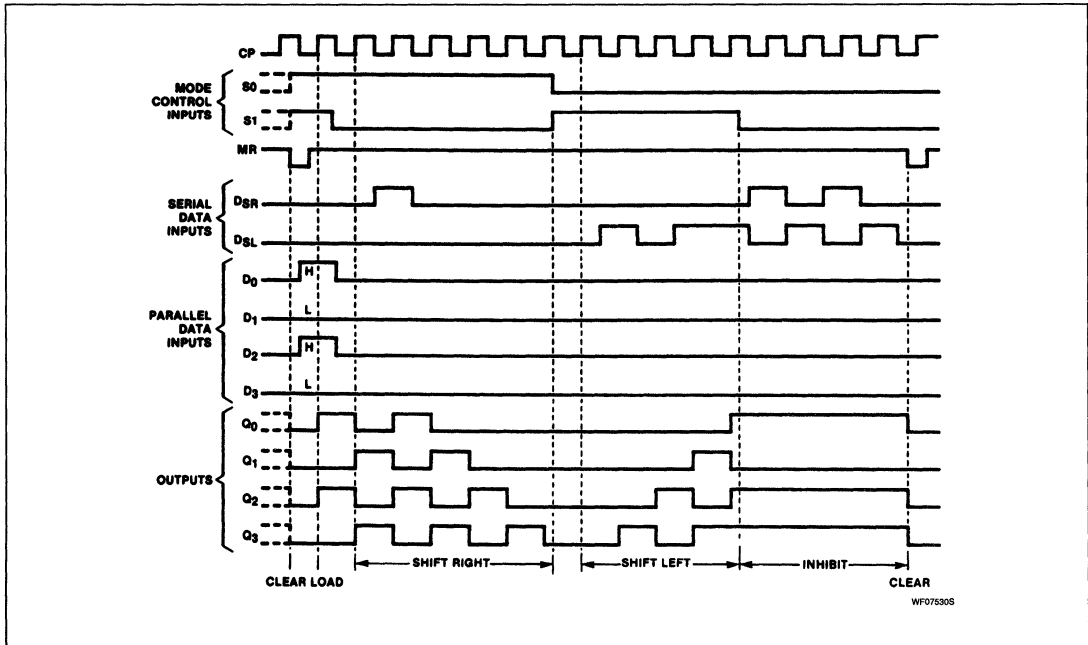 CP
MODE
CONTROL
INPUTS
S0
S1
MR
SERIAL
DATA
INPUTS
DSR
DSL
PARALLEL
DATA
INPUTS
D0
H
D1
L
D2
H
D3
L
OUTPUTS
Q0
Q1
Q2
Q3
SHIFT RIGHT
SHIFT LEFT
INHIBIT
CLEAR LOAD
CLEAR
WF07530S